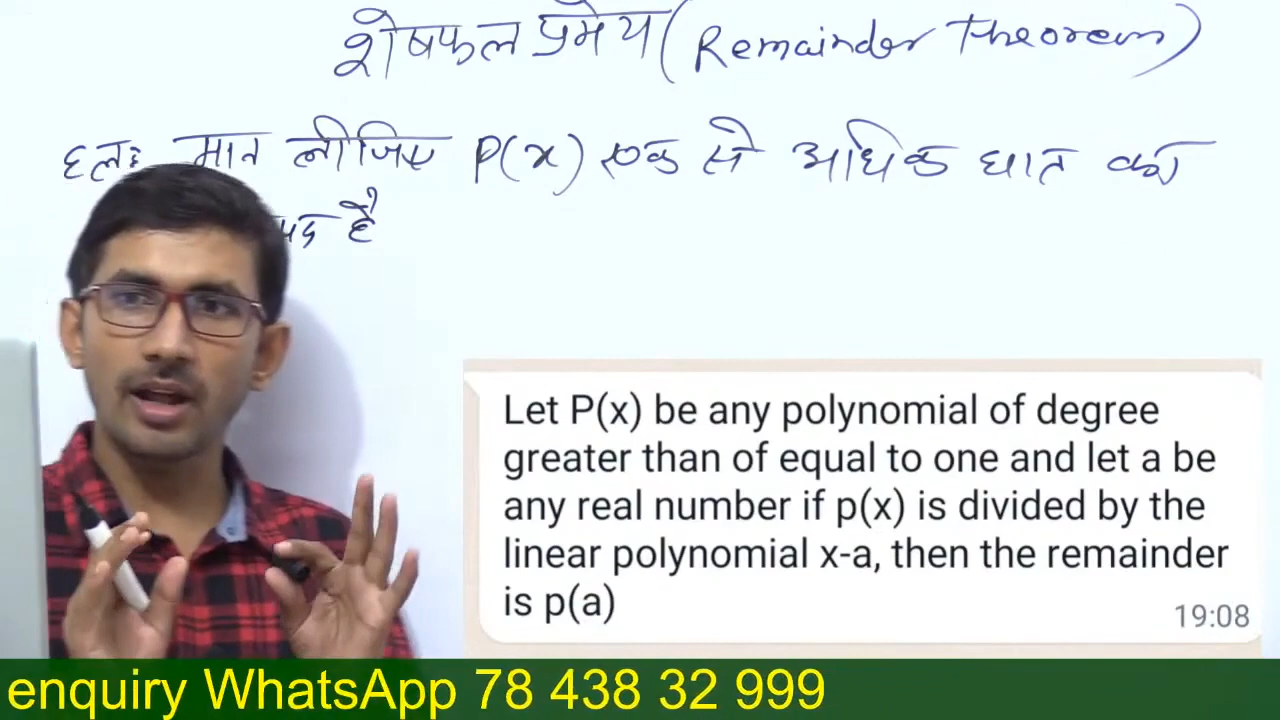 शेषफल प्रमेय (Remainder Theorem)
हलः मान लीजिए P(x) एक से अधिक घात का
पद है
Let P(x) be any polynomial of degree
greater than of equal to one and let a be
any real number if p(x) is divided by the
linear polynomial x-a, then the remainder
is p(a)
19:08
enquiry WhatsApp 78 438 32 999